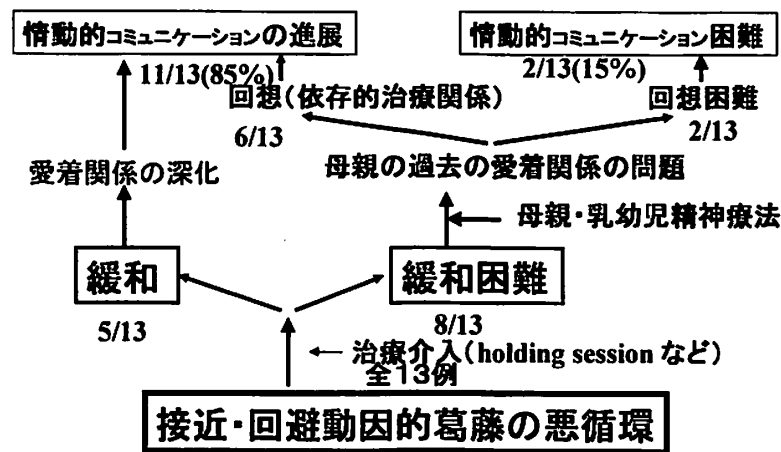 情動的コミュニケーションの進展
情動的コミュニケーション困難
11/13(85%)
2/13(15%)
回想(依存的治療関係)
回想困難
6/13
2/13
愛着関係の深化
母親の過去の愛着関係の問題
母親・乳幼児精神療法
緩和
緩和困難
5/13
8/13
治療介入(holding session など)
全13例
接近・回避動因的葛藤の悪循環